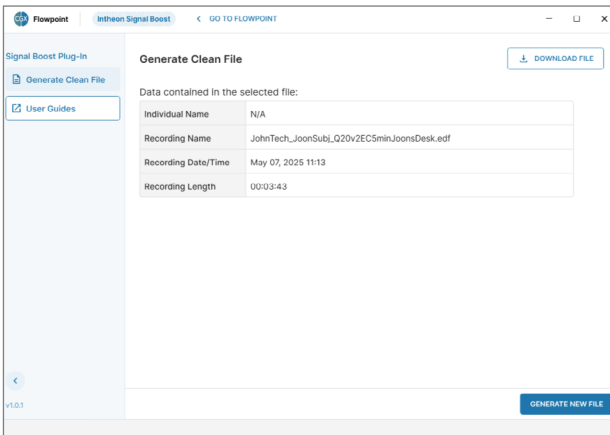 CGX Flowpoint Intheon Signal Boost < GO TO FLOWPOINT
Signal Boost Plug-In
Generate Clean File
User Guides
Generate Clean File
DOWNLOAD FILE
Data contained in the selected file:
Individual Name N/A
Recording Name JohnTech_JoonSubj_Q20v2EC5minJoonsDesk.edf
Recording Date/Time May 07, 2025 11:13
Recording Length 00:03:43
v1.0.1
GENERATE NEW FILE